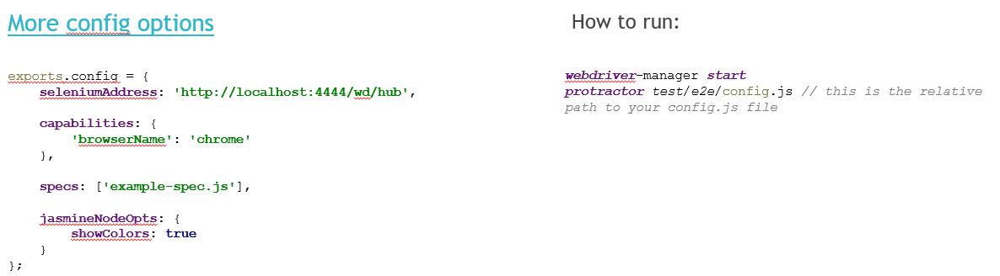 More config options
exports.config = {
    seleniumAddress: 'http://localhost:4444/wd/hub',
    capabilities: {
        'browserName': 'chrome'
    },
    specs: ['example-spec.js'],
    jasmineNodeOpts: {
        showColors: true
    }
};
How to run:
webdriver-manager start
protractor test/e2e/config.js // this is the relative
path to your config.js file